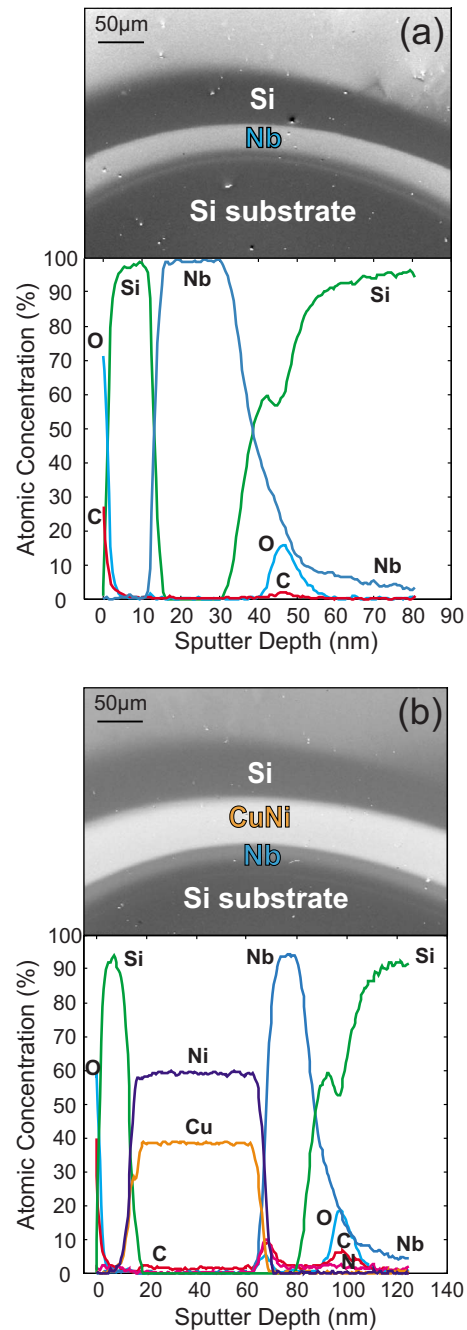 50µm
(a)
Si
Nb
Si substrate
100
90
80
70
60
50
40
30
20
10
0
Atomic Concentration (%)
Si
Nb
Si
O
C
O
C
Nb
0 10 20 30 40 50 60 70 80 90
Sputter Depth (nm)
50µm
(b)
Si
CuNi
Nb
Si substrate
100
90
80
70
60
50
40
30
20
10
0
Atomic Concentration (%)
Si
Nb
Si
O
Ni
Cu
O
C
C
N
Nb
0 20 40 60 80 100 120 140
Sputter Depth (nm)